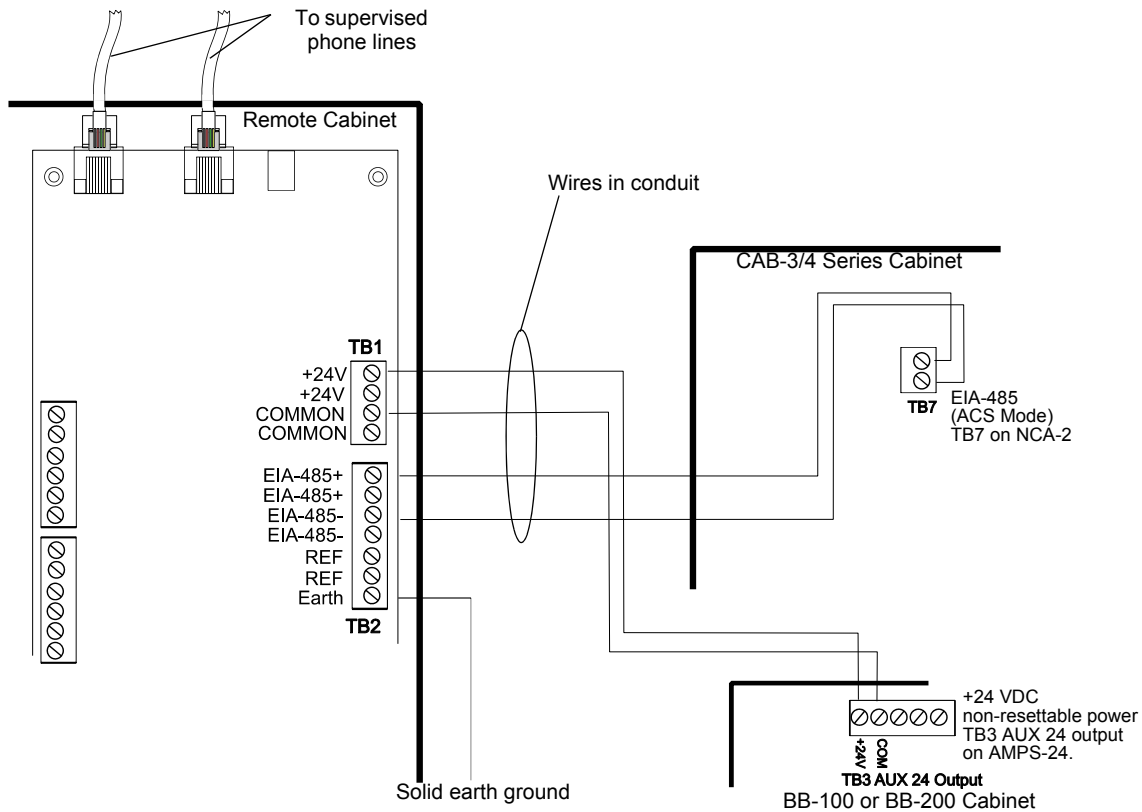 To supervised
phone lines
Remote Cabinet
Wires in conduit
CAB-3/4 Series Cabinet
TB1
+24V
+24V
COMMON
COMMON
TB7
EIA-485
(ACS Mode)
TB7 on NCA-2
EIA-485+
EIA-485+
EIA-485-
EIA-485-
REF
REF
Earth
TB2
+24 VDC
non-resettable power
TB3 AUX 24 output
on AMPS-24.
+24V
COM
TB3 AUX 24 Output
Solid earth ground
BB-100 or BB-200 Cabinet